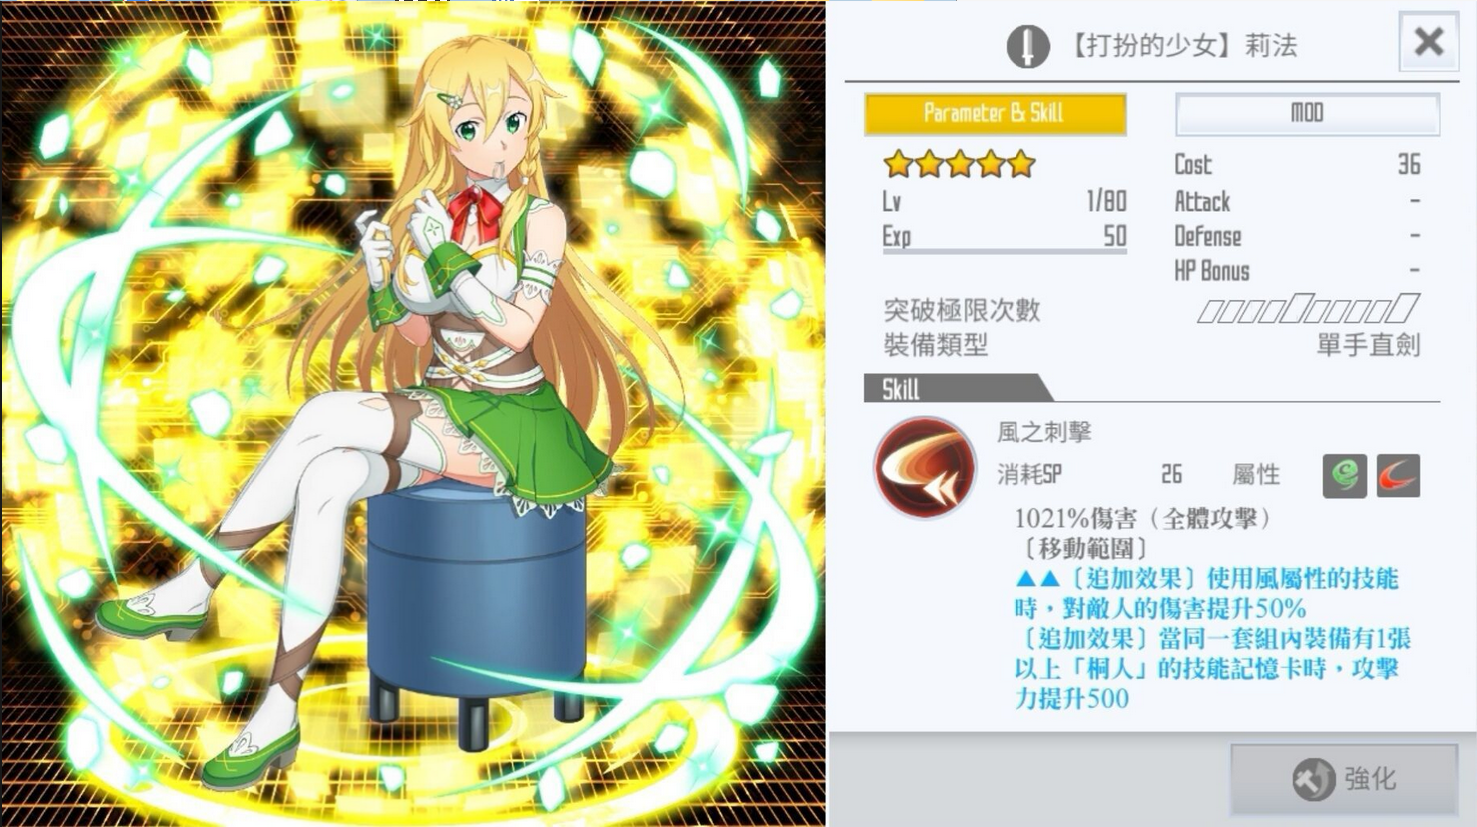 【打扮的少女】莉法
Parameter & Skill
MOD
Lv 1/80
Exp 50
Cost 36
Attack -
Defense -
HP Bonus -
突破極限次數
裝備類型 單手直劍
Skill
風之刺擊
消耗SP 26 屬性
1021%傷害（全體攻擊）
〔移動範圍〕
▲▲〔追加效果〕使用風屬性的技能
時，對敵人的傷害提升50%
〔追加效果〕當同一套組內裝備有1張
以上「桐人」的技能記憶卡時，攻擊
力提升500
強化